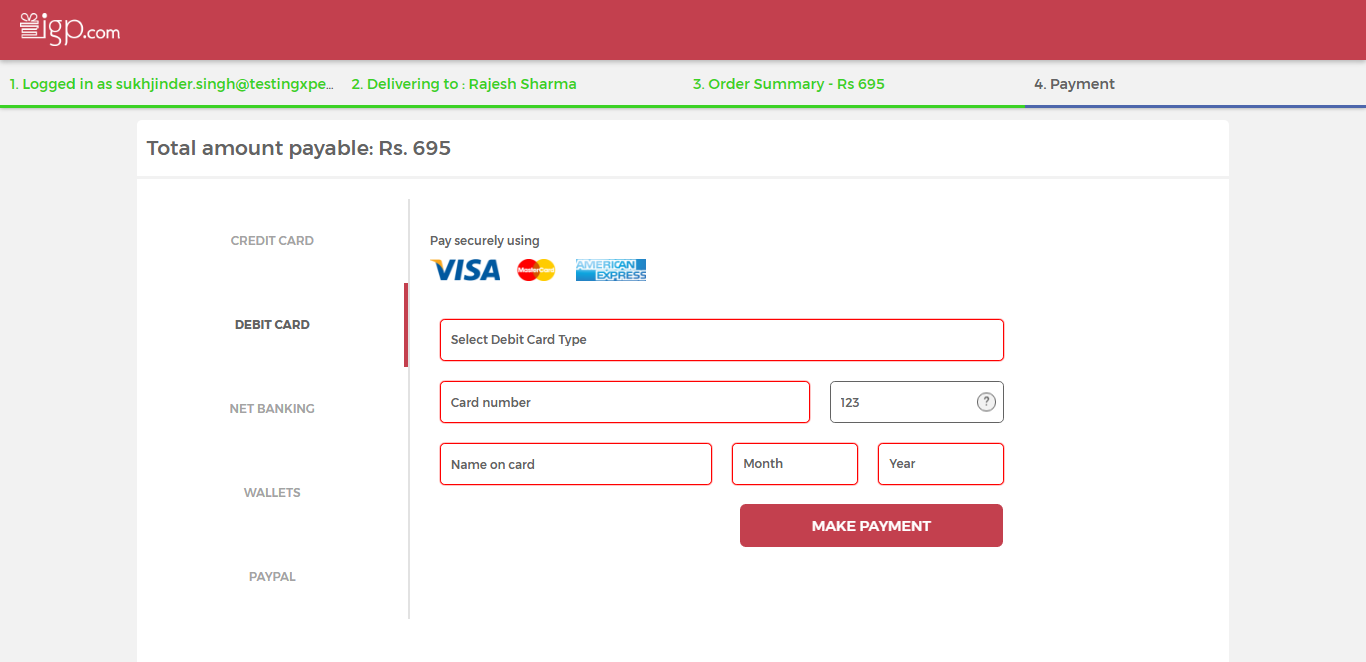 igp.com
1. Logged in as sukhjinder.singh@testingxpe...
2. Delivering to : Rajesh Sharma
3. Order Summary - Rs 695
4. Payment
Total amount payable: Rs. 695
CREDIT CARD
DEBIT CARD
NET BANKING
WALLETS
PAYPAL
Pay securely using
VISA
MasterCard
AMERICAN EXPRESS
Select Debit Card Type
Card number
123
?
Name on card
Month
Year
MAKE PAYMENT